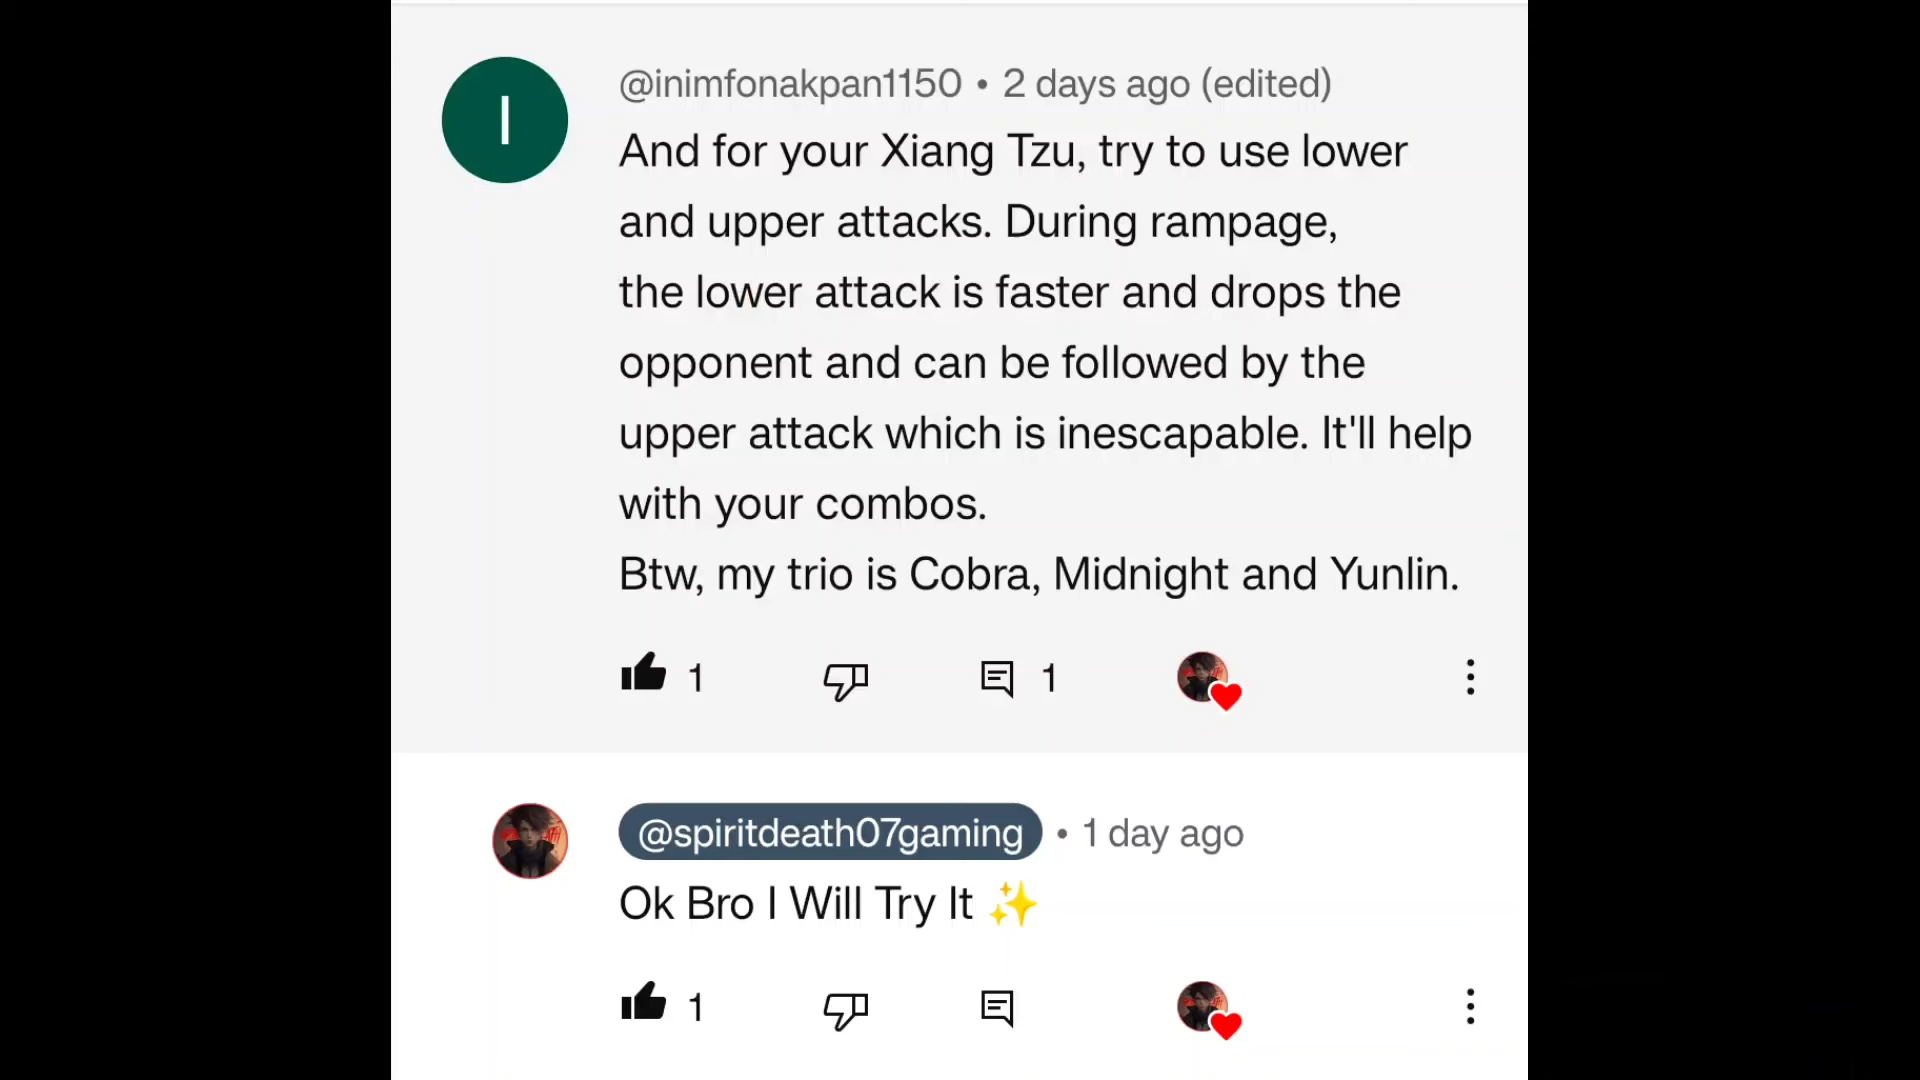 I
@inimfonakpan1150 • 2 days ago (edited)
And for your Xiang Tzu, try to use lower
and upper attacks. During rampage,
the lower attack is faster and drops the
opponent and can be followed by the
upper attack which is inescapable. It'll help
with your combos.
Btw, my trio is Cobra, Midnight and Yunlin.
1 1
@spiritdeath07gaming • 1 day ago
Ok Bro I Will Try It ✨
1